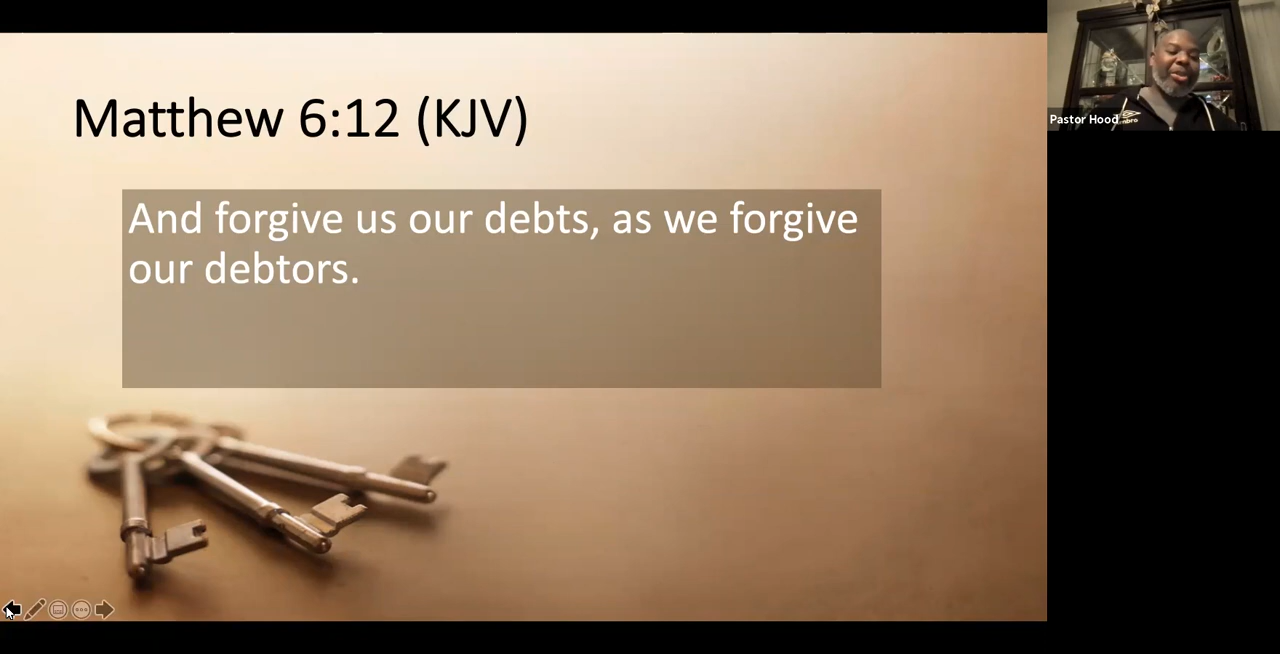 Matthew 6:12 (KJV)
And forgive us our debts, as we forgive
our debtors.
Pastor Hood